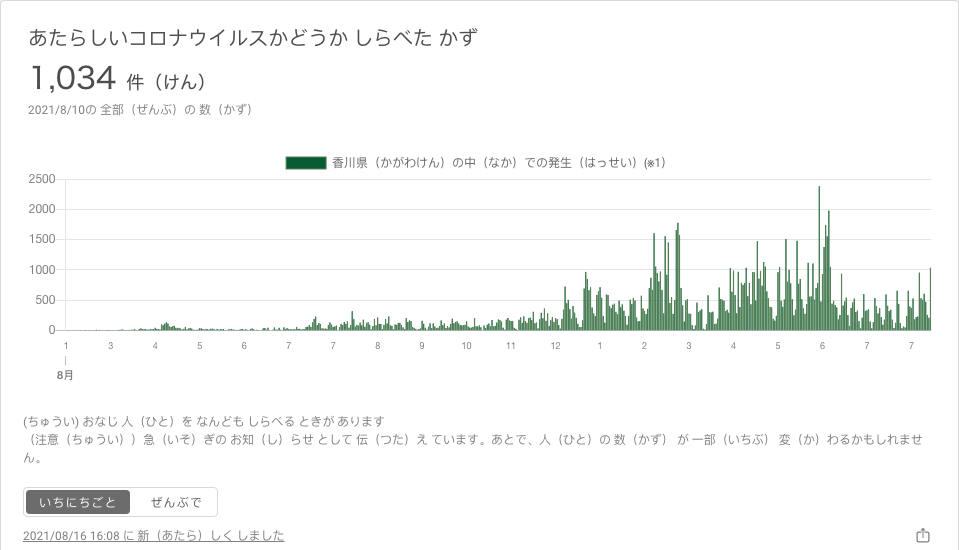 あたらしいコロナウイルスかどうか しらべた かず
1,034 件（けん）
2021/8/10の 全部（ぜんぶ）の 数（かず）
香川県（かがわけん）の中（なか）での発生（はっせい）(※1)
2500
2000
1500
1000
500
0
1 3 4 5 6 7 7 8 9 10 11 12 1 2 3 4 5 6 7 7
8月
(ちゅうい) おなじ 人（ひと）を なんども しらべる ときが あります
（注意（ちゅうい））急（いそ）ぎの お知（し）らせ として 伝（つた）え ています。あとで、人（ひと）の 数（かず） が 一部（いちぶ） 変（か）わるかもしれませ
ん。
いちにちごと ぜんぶで
2021/08/16 16:08 に 新（あたら）しく しました